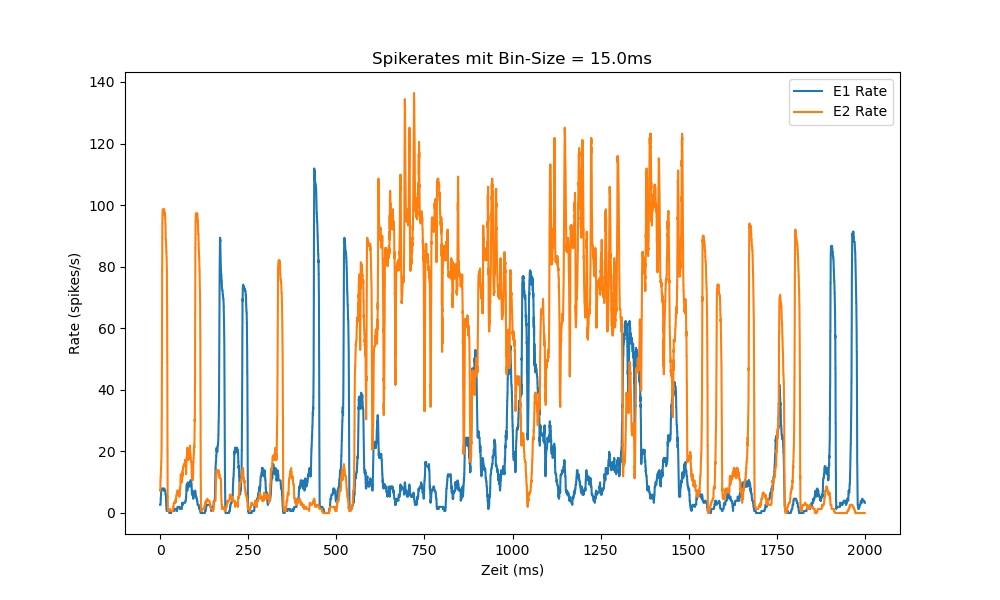 Spikerates mit Bin-Size = 15.0ms
E1 Rate
E2 Rate
140
120
100
80
60
40
20
0
Rate (spikes/s)
0 250 500 750 1000 1250 1500 1750 2000
Zeit (ms)